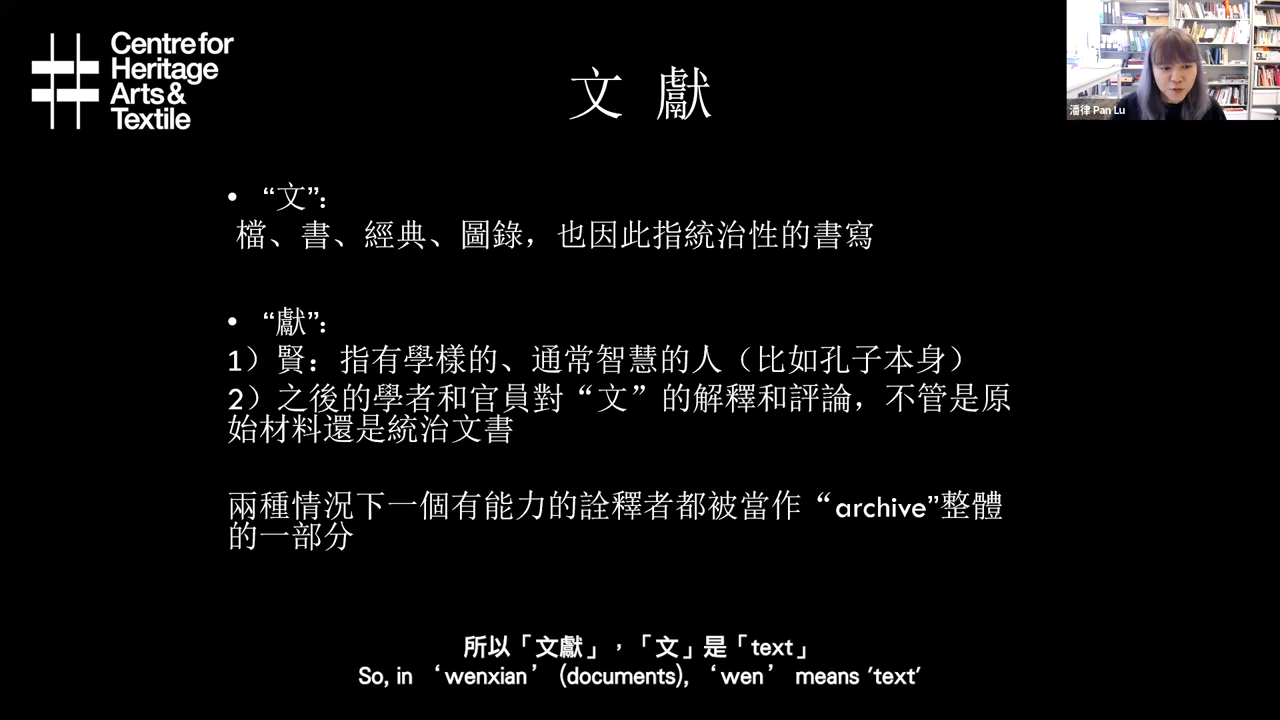 Centre for
Heritage
Arts &
Textile
文 獻
潘律 Pan Lu
• “文”:
檔、書、經典、圖錄，也因此指統治性的書寫
• “獻”:
1）賢：指有學樣的、通常智慧的人（比如孔子本身）
2）之後的學者和官員對“文”的解釋和評論，不管是原
始材料還是統治文書
兩種情況下一個有能力的詮釋者都被當作“archive”整體
的一部分
所以「文獻」，「文」是「text」
So, in ‘wenxian’ (documents), ‘wen’ means 'text'